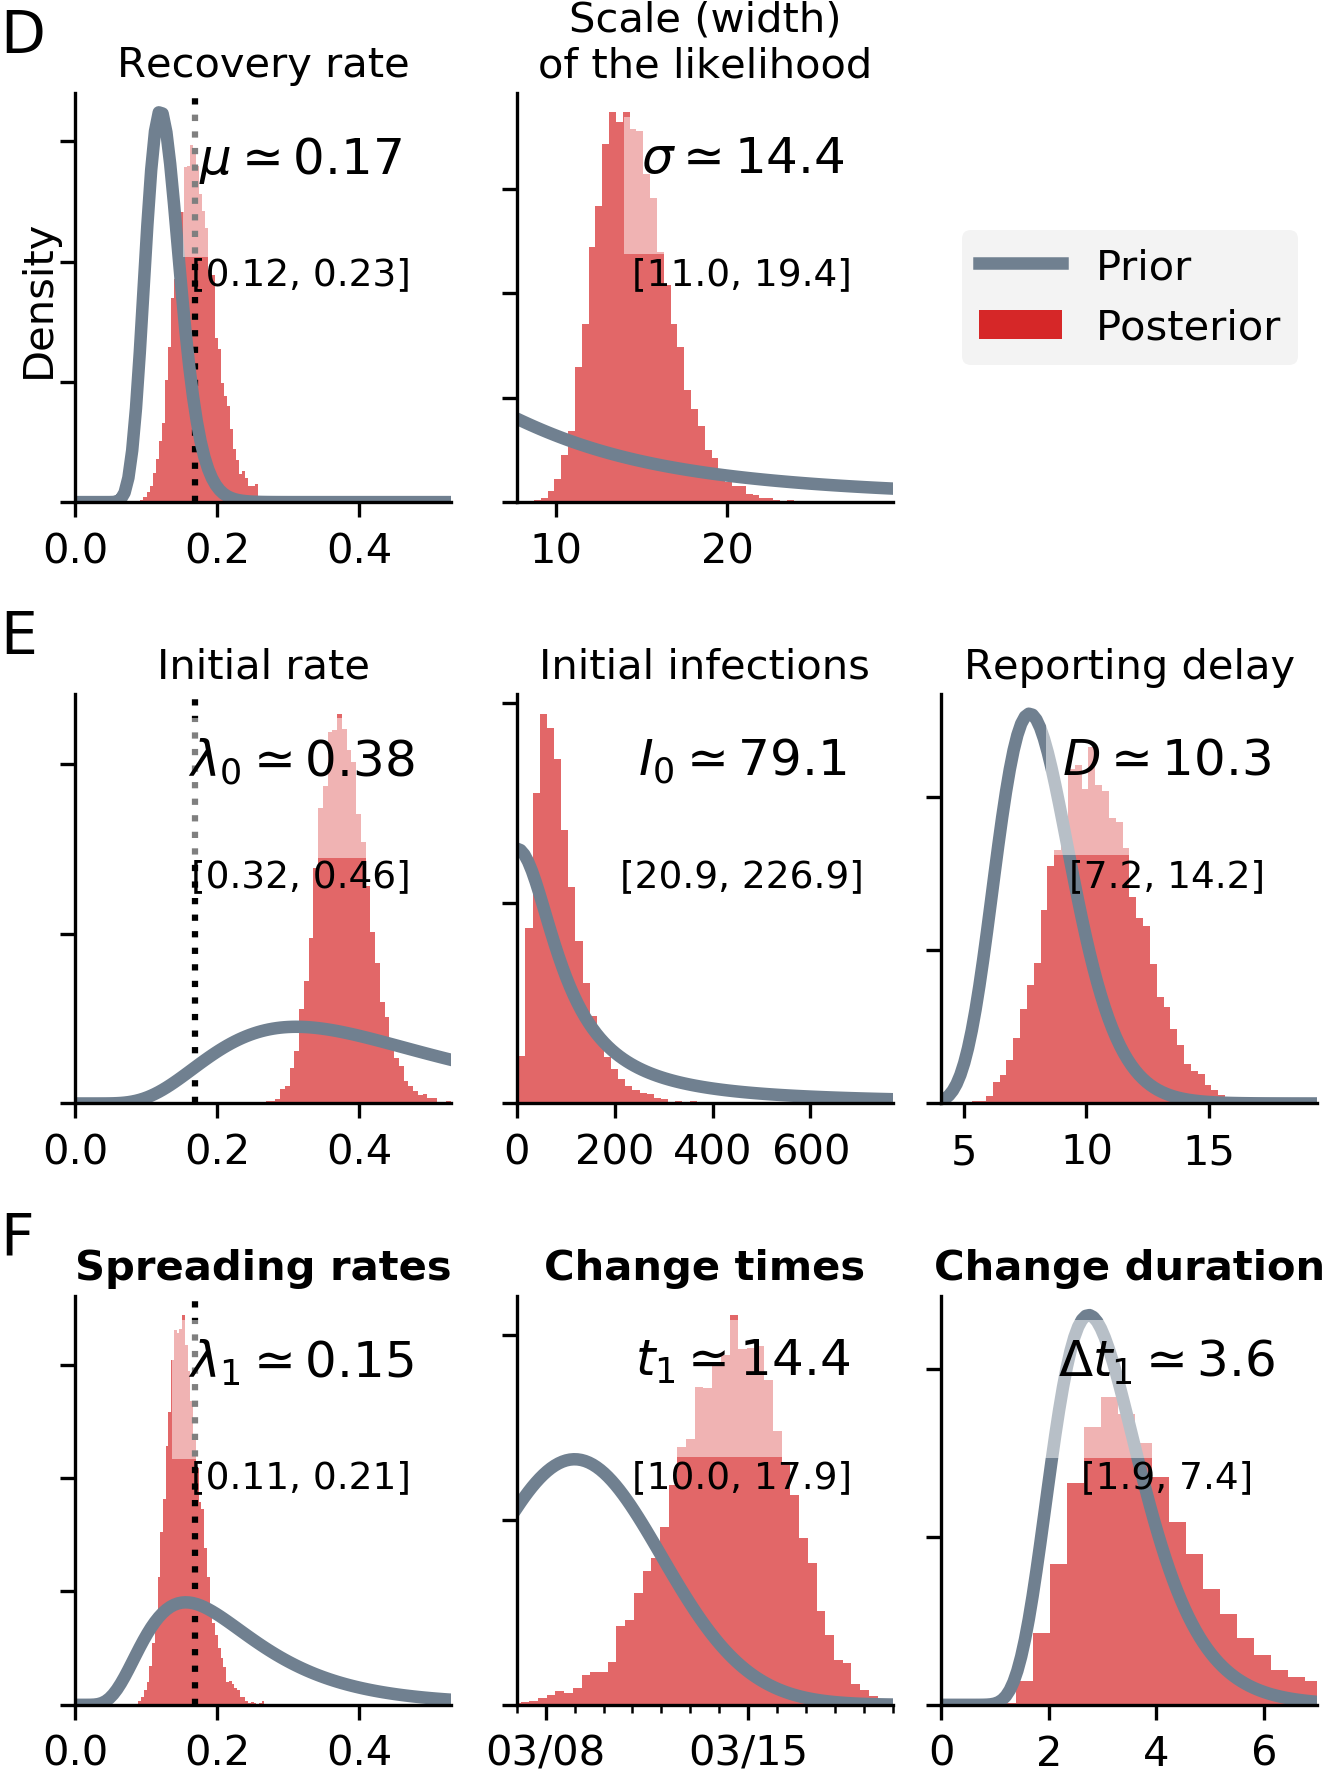 D
Recovery rate
Scale (width)
of the likelihood
μ ≃ 0.17
[0.12, 0.23]
σ ≃ 14.4
[11.0, 19.4]
Prior
Posterior
Density
0.0 0.2 0.4
10 20
E
Initial rate
Initial infections
Reporting delay
λ₀ ≃ 0.38
[0.32, 0.46]
I₀ ≃ 79.1
[20.9, 226.9]
D ≃ 10.3
[7.2, 14.2]
0.0 0.2 0.4
0 200 400 600
5 10 15
F
Spreading rates
Change times
Change duration
λ₁ ≃ 0.15
[0.11, 0.21]
t₁ ≃ 14.4
[10.0, 17.9]
Δt₁ ≃ 3.6
[1.9, 7.4]
0.0 0.2 0.4
03/08 03/15
0 2 4 6